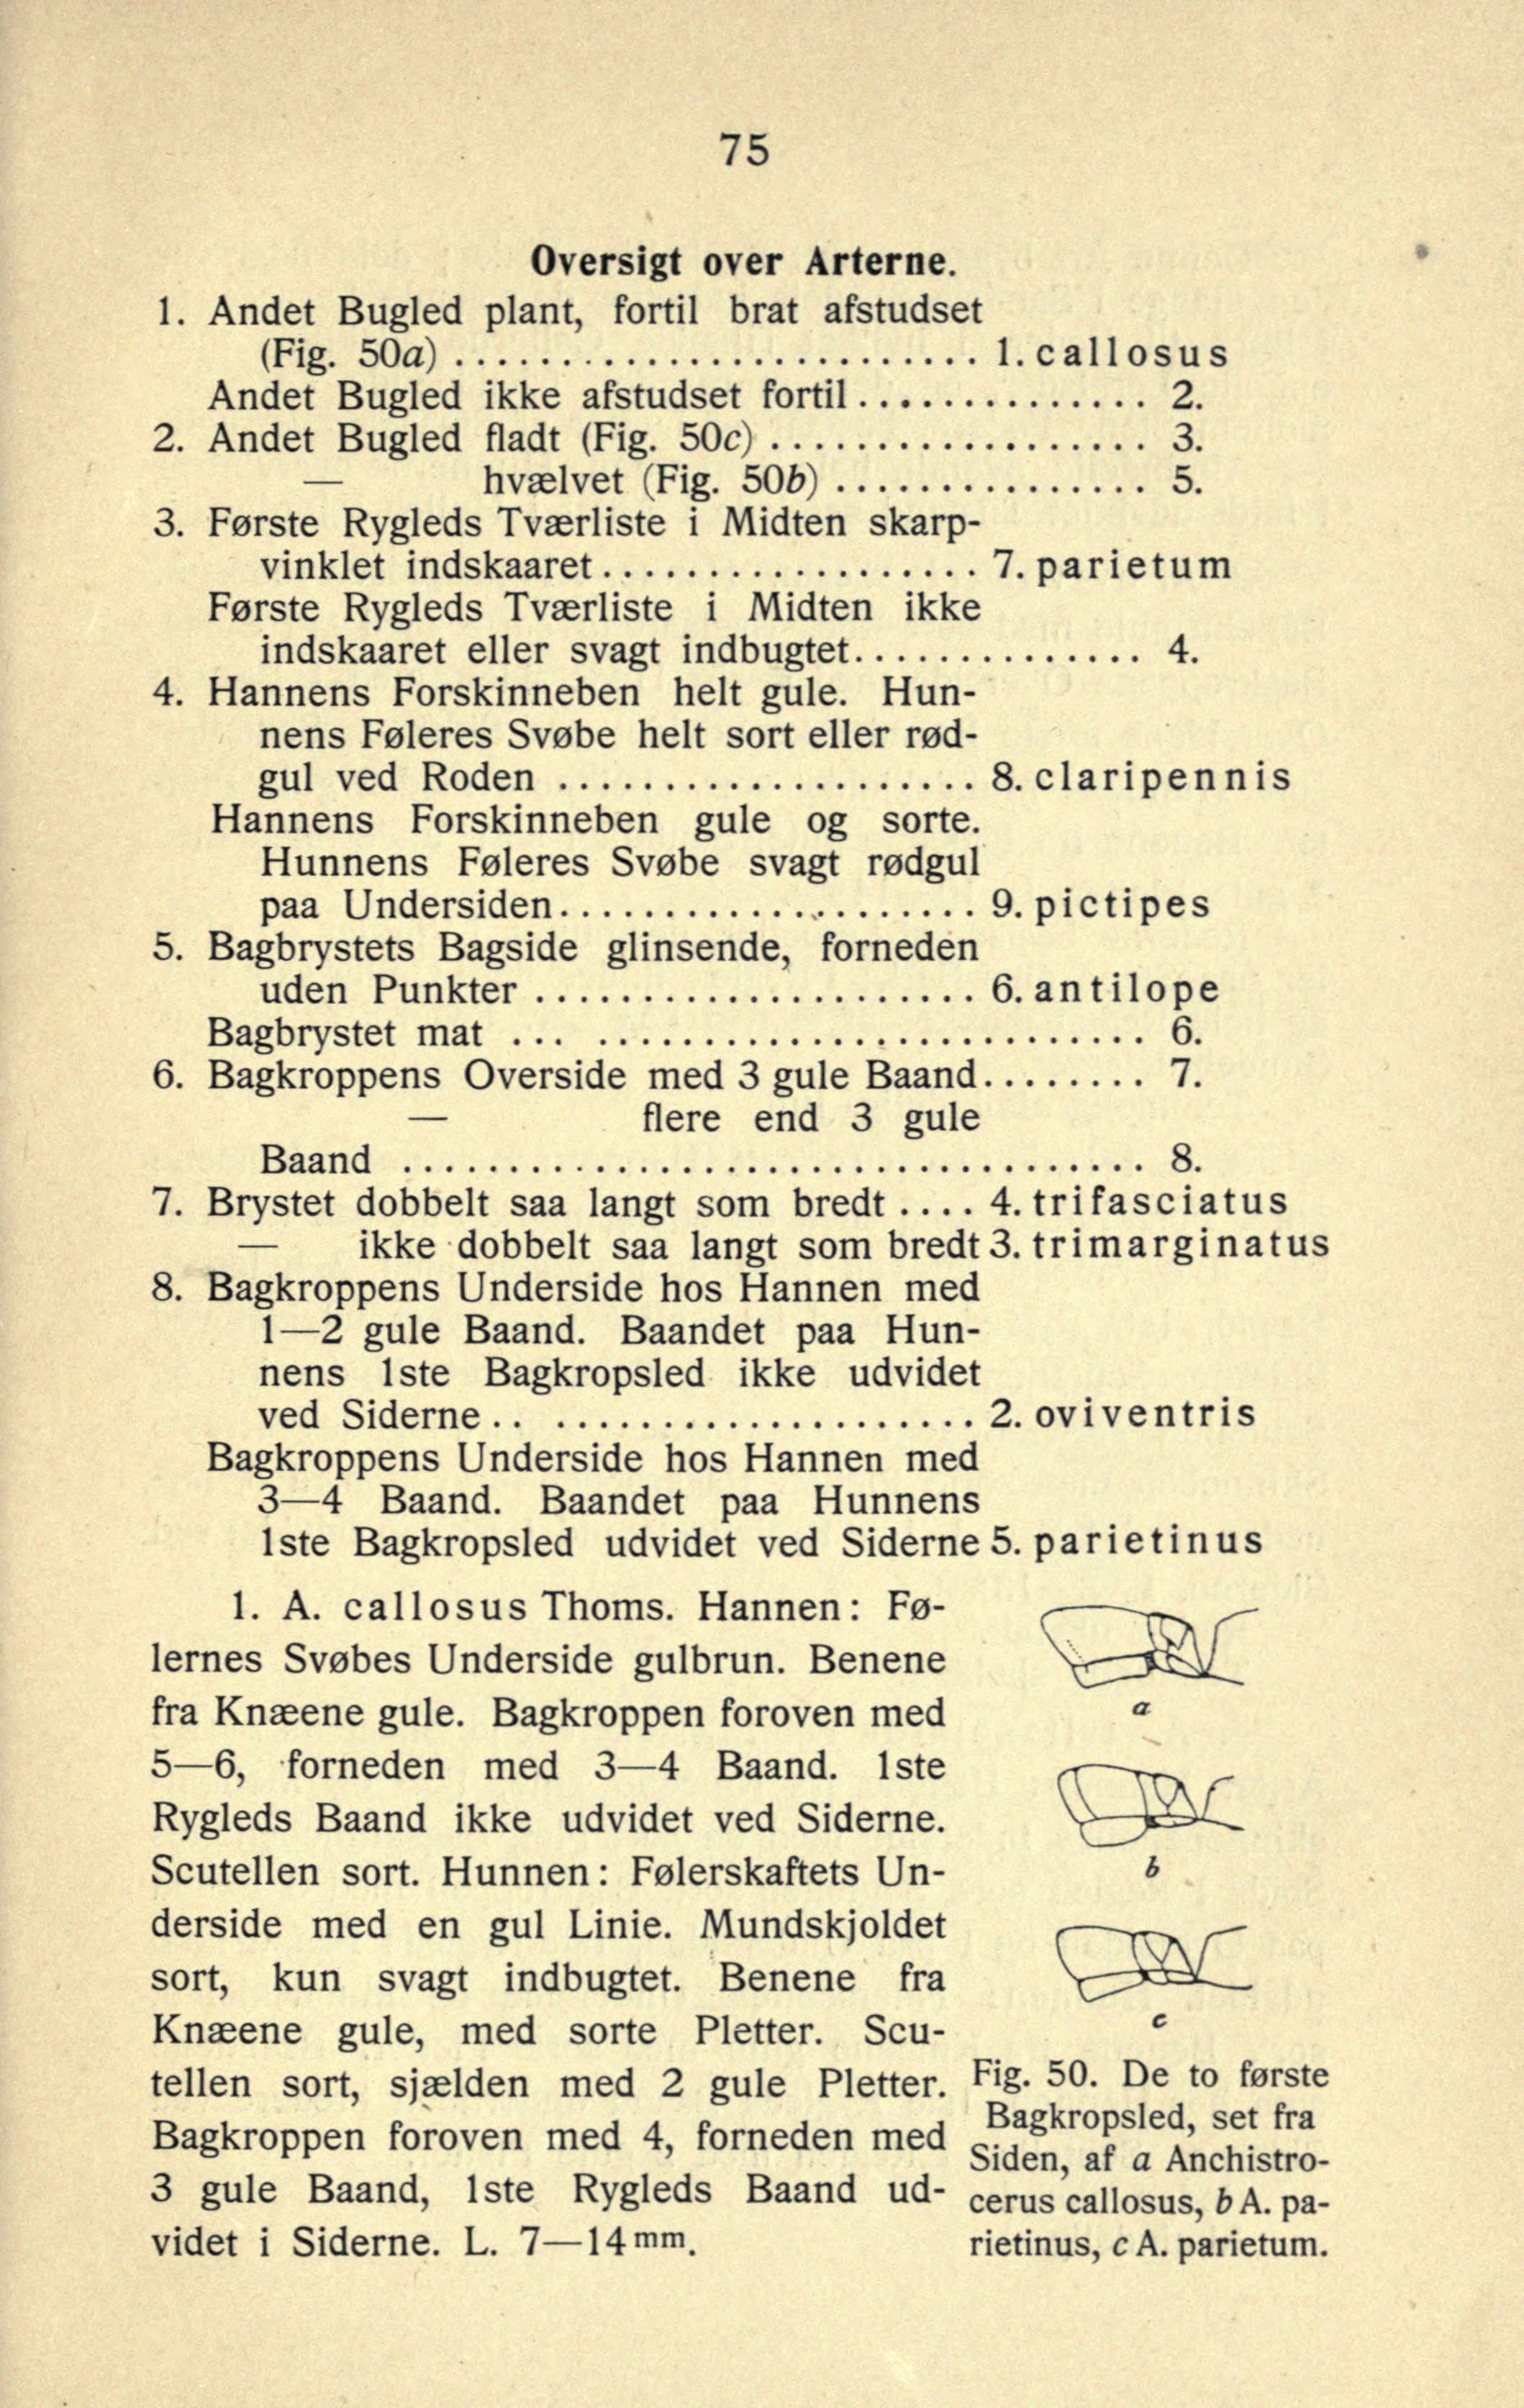 75
Oversigt over Arterne.
1. Andet Bugled plant, fortil brat afstudset
(Fig. 50a) ......................... 1. callosus
Andet Bugled ikke afstudset fortil.............. 2.
2. Andet Bugled fladt (Fig. 50c) .................. 3.
— hvælvet (Fig. 50b) ............... 5.
3. Første Rygleds Tværliste i Midten skarp-
vinklet indskaaret.................. 7. parietum
Første Rygleds Tværliste i Midten ikke
indskaaret eller svagt indbugtet.............. 4.
4. Hannens Forskinneben helt gule. Hun-
nens Føleres Svøbe helt sort eller rød-
gul ved Roden .................... 8. claripennis
Hannens Forskinneben gule og sorte.
Hunnens Føleres Svøbe svagt rødgul
paa Undersiden.................... 9. pictipes
5. Bagbrystets Bagside glinsende, forneden
uden Punkter ..................... 6. antilope
Bagbrystet mat ... .......................... 6.
6. Bagkroppens Overside med 3 gule Baand........ 7.
— flere end 3 gule
Baand ................................... 8.
7. Brystet dobbelt saa langt som bredt .... 4. trifasciatus
— ikke dobbelt saa langt som bredt 3. trimarginatus
8. Bagkroppens Underside hos Hannen med
1—2 gule Baand. Baandet paa Hun-
nens 1ste Bagkropsled ikke udvidet
ved Siderne.. .................... 2. oviventris
Bagkroppens Underside hos Hannen med
3—4 Baand. Baandet paa Hunnens
1ste Bagkropsled udvidet ved Siderne 5. parietinus
1. A. callosus Thoms. Hannen: Fø-
lernes Svøbes Underside gulbrun. Benene
fra Knæene gule. Bagkroppen foroven med
5—6, forneden med 3—4 Baand. 1ste
Rygleds Baand ikke udvidet ved Siderne.
Scutellen sort. Hunnen: Følerskaftets Un-
derside med en gul Linie. Mundskjoldet
sort, kun svagt indbugtet. Benene fra
Knæene gule, med sorte Pletter. Scu-
tellen sort, sjælden med 2 gule Pletter.
Bagkroppen foroven med 4, forneden med
3 gule Baand, 1ste Rygleds Baand ud-
videt i Siderne. L. 7—14 mm.
a
b
c
Fig. 50. De to første
Bagkropsled, set fra
Siden, af a Anchistro-
cerus callosus, b A. pa-
rietinus, c A. parietum.